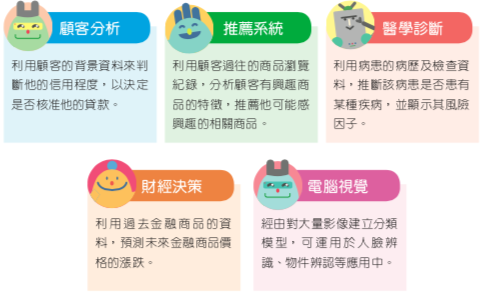 顧客分析
利用顧客的背景資料來判
斷他的信用程度，以決定
是否核准他的貸款。
推薦系統
利用顧客過往的商品瀏覽
紀錄，分析顧客有興趣商
品的特徵，推薦他可能感
興趣的相關商品。
醫學診斷
利用病患的病歷及檢查資
料，推斷該病患是否患有
某種疾病，並顯示其風險
因子。
財經決策
利用過去金融商品的資
料，預測未來金融商品價
格的漲跌。
電腦視覺
經由對大量影像建立分類
模型，可運用於人臉辨
識、物件辨認等應用中。